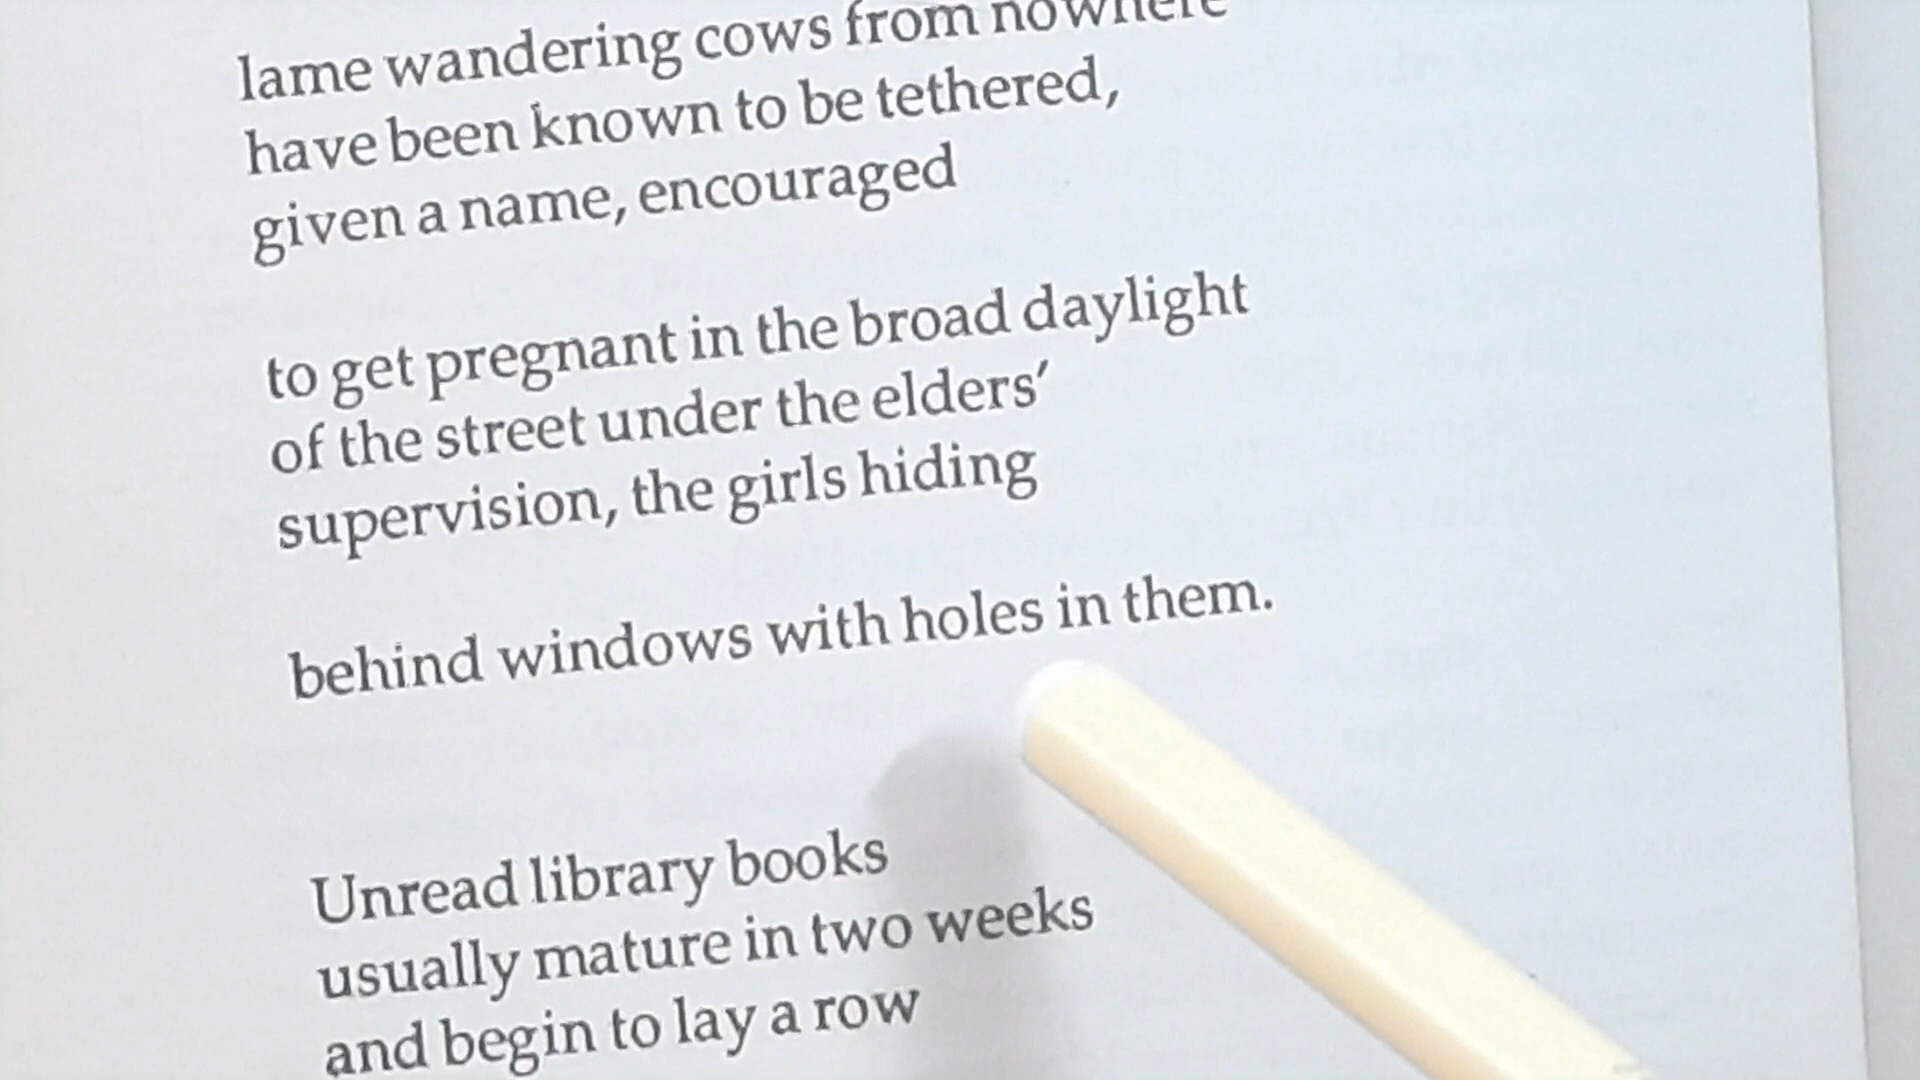 lame wandering cows from nowhere
have been known to be tethered,
given a name, encouraged
to get pregnant in the broad daylight
of the street under the elders’
supervision, the girls hiding
behind windows with holes in them.
Unread library books
usually mature in two weeks
and begin to lay a row